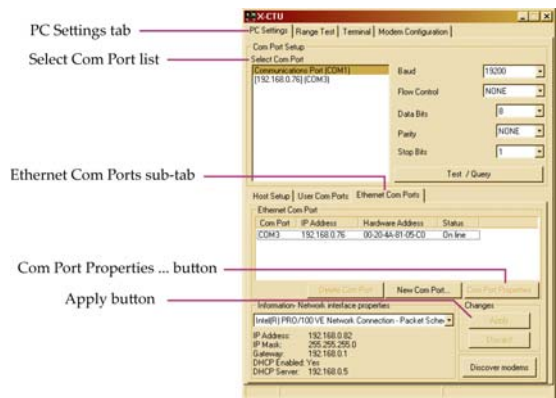 PC Settings tab
Select Com Port list
Ethernet Com Ports sub-tab
Com Port Properties ... button
Apply button
X-CTU
PC Settings Range Test Terminal Modem Configuration
Com Port Setup
Select Com Port
Communications Port (COM1)
[192.168.0.76] (COM3)
Baud 19200
Flow Control NONE
Data Bits 8
Parity NONE
Stop Bits 1
Test / Query
Host Setup User Com Ports Ethernet Com Ports
Ethernet Com Port
Com Port IP Address Hardware Address Status
COM3 192.168.0.76 00-20-4A-81-05-C0 On line
Delete Com Port New Com Port... Com Port Properties
Information- Network interface properties
Changes
Intel(R) PRO/100 VE Network Connection - Packet Sche
Apply
IP Address: 192.168.0.82
IP Mask: 255.255.255.0
Gateway: 192.168.0.1
DHCP Enabled: Yes
DHCP Server: 192.168.0.5
Discard
Discover modems